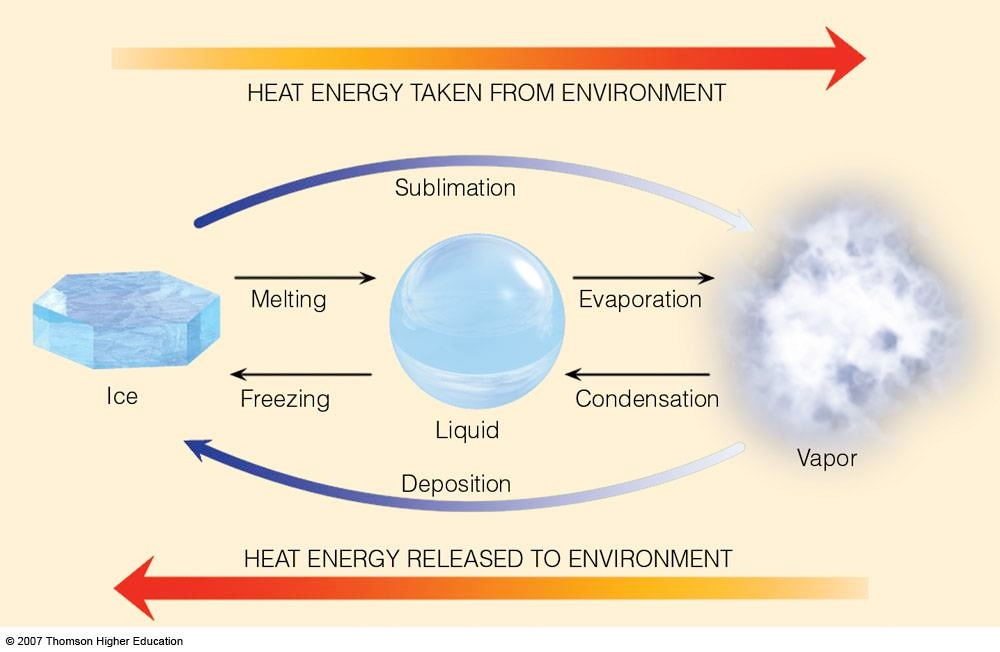 HEAT ENERGY TAKEN FROM ENVIRONMENT
Sublimation
Melting
Evaporation
Ice
Freezing
Condensation
Liquid
Vapor
Deposition
HEAT ENERGY RELEASED TO ENVIRONMENT
© 2007 Thomson Higher Education